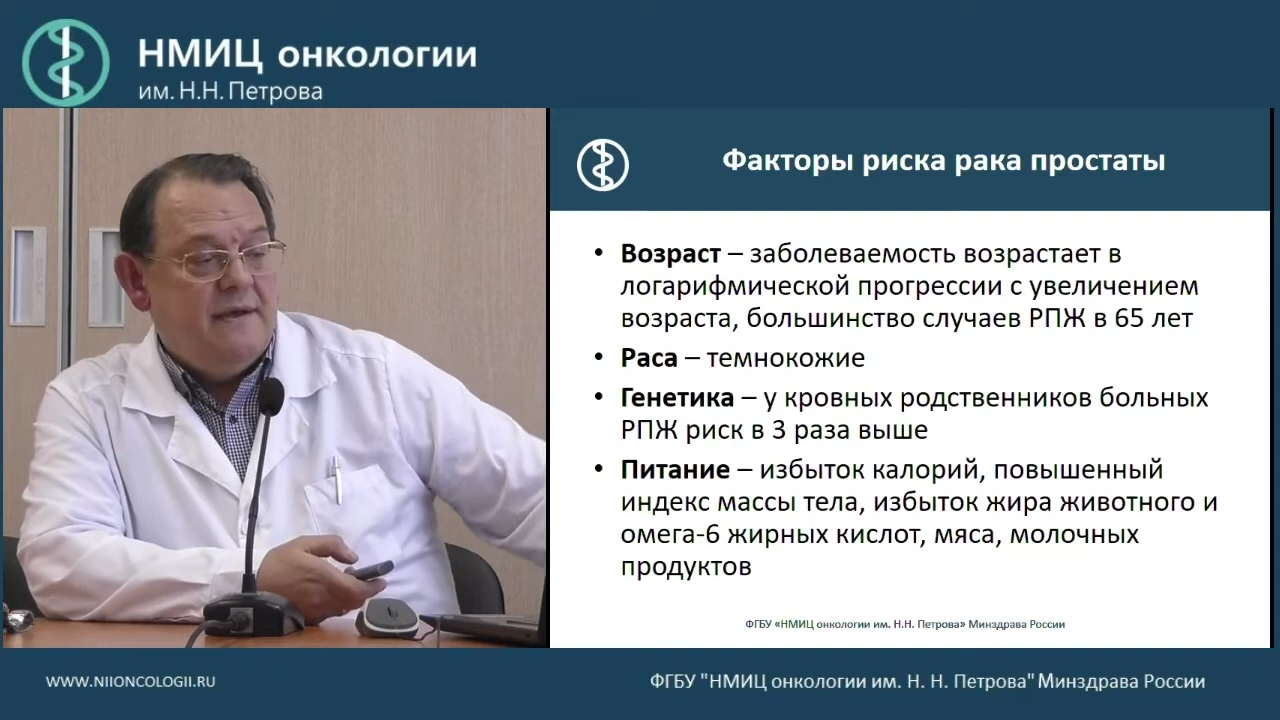 НМИЦ онкологии
им. Н.Н. Петрова
Факторы риска рака простаты
• Возраст – заболеваемость возрастает в
логарифмической прогрессии с увеличением
возраста, большинство случаев РПЖ в 65 лет
• Раса – темнокожие
• Генетика – у кровных родственников больных
РПЖ риск в 3 раза выше
• Питание – избыток калорий, повышенный
индекс массы тела, избыток жира животного и
омега-6 жирных кислот, мяса, молочных
продуктов
ФГБУ «НМИЦ онкологии им. Н.Н. Петрова» Минздрава России
WWW.NIIONCOLOGII.RU
ФГБУ "НМИЦ онкологии им. Н. Н. Петрова" Минздрава России